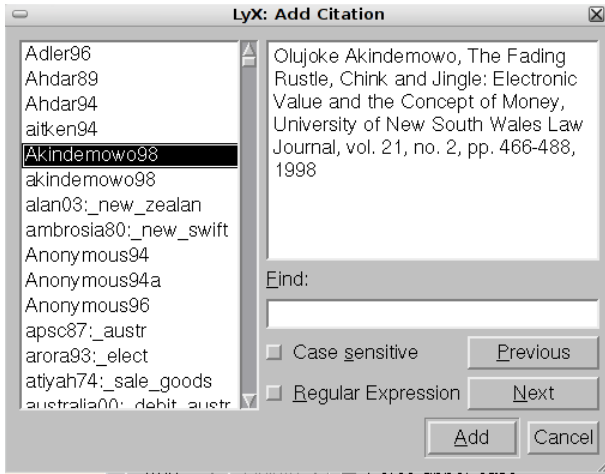 LyX: Add Citation
Adler96
Ahdar89
Ahdar94
aitken94
Akindemowo98
akindemowo98
alan03:_new_zealan
ambrosia80:_new_swift
Anonymous94
Anonymous94a
Anonymous96
apsc87:_austr
arora93:_elect
atiyah74:_sale_goods
australia00:_debit_austr
Olujoke Akindemowo, The Fading
Rustle, Chink and Jingle: Electronic
Value and the Concept of Money,
University of New South Wales Law
Journal, vol. 21, no. 2, pp. 466-488,
1998
Find:
Case sensitive
Previous
Regular Expression
Next
Add
Cancel